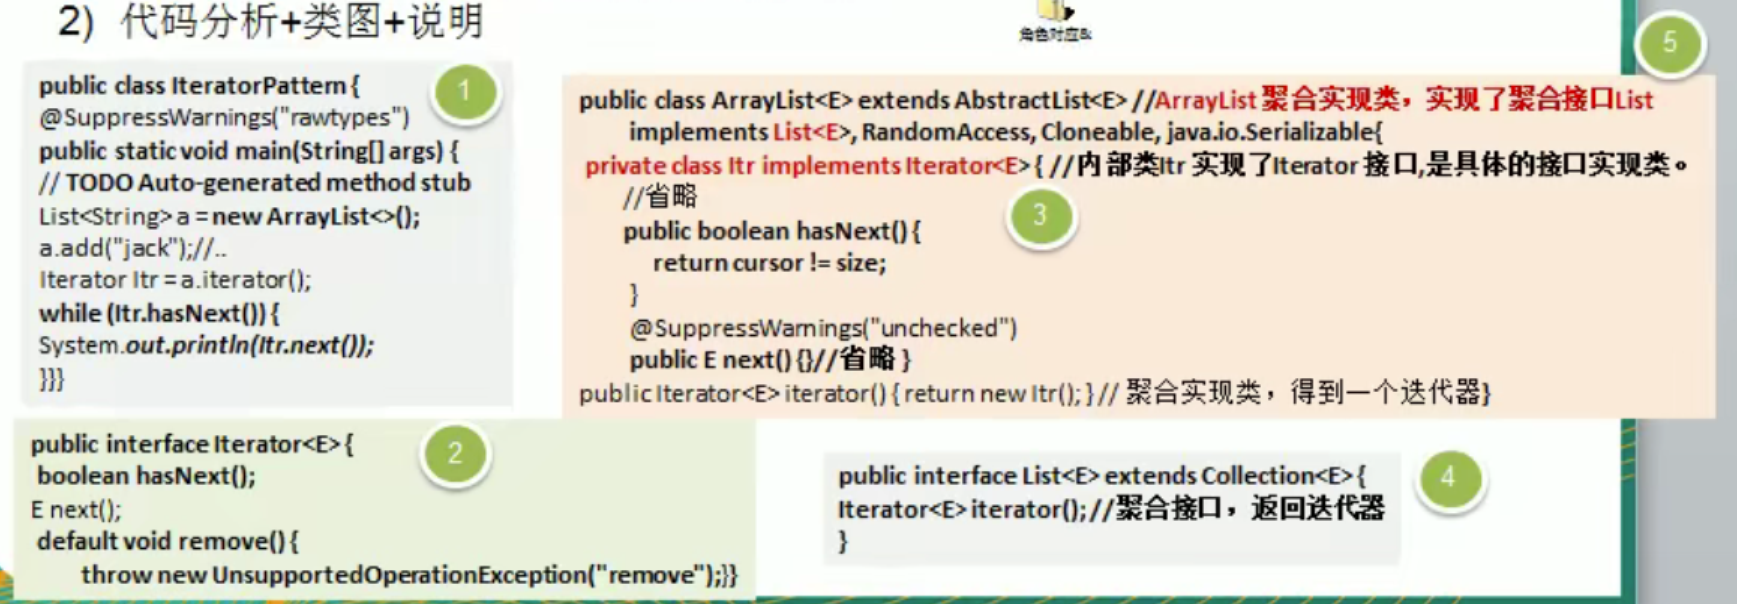 2) 代码分析+类图+说明
角色对应&
1
public class IteratorPattern {
@SuppressWarnings("rawtypes")
public static void main(String[] args) {
// TODO Auto-generated method stub
List<String> a = new ArrayList<>();
a.add("jack");//..
Iterator Itr = a.iterator();
while (Itr.hasNext()) {
System.out.println(Itr.next());
}}}
5
public class ArrayList<E> extends AbstractList<E> //ArrayList 聚合实现类，实现了聚合接口List
implements List<E>, RandomAccess, Cloneable, java.io.Serializable{
private class Itr implements Iterator<E> { //内部类Itr 实现了Iterator 接口,是具体的接口实现类。
//省略
3
public boolean hasNext() {
return cursor != size;
}
@SuppressWarnings("unchecked")
public E next() {}//省略 }
public Iterator<E> iterator() { return new Itr(); } // 聚合实现类，得到一个迭代器}
2
public interface Iterator<E> {
boolean hasNext();
E next();
default void remove() {
throw new UnsupportedOperationException("remove");}}
4
public interface List<E> extends Collection<E> {
Iterator<E> iterator(); //聚合接口，返回迭代器
}